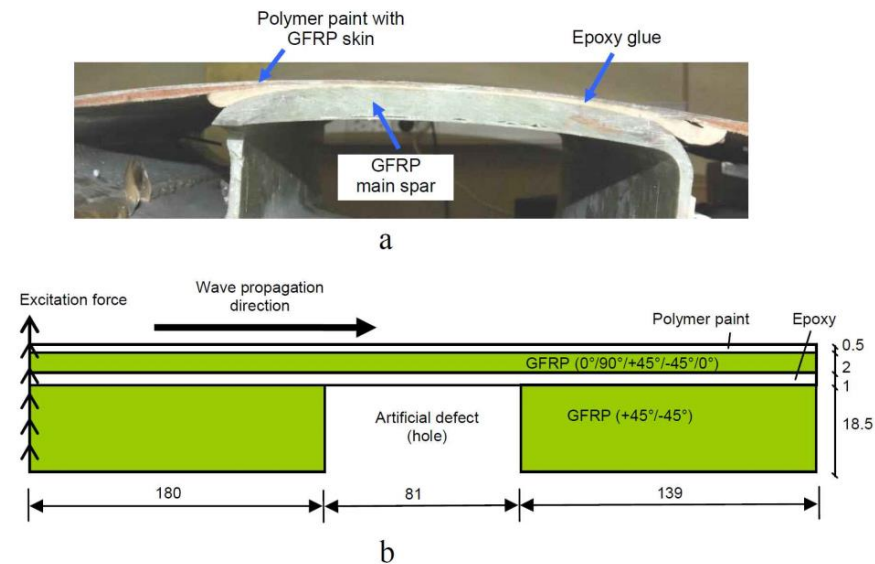 Polymer paint with
GFRP skin
Epoxy glue
GFRP
main spar
a
Excitation force
Wave propagation
direction
Polymer paint
Epoxy
0.5
GFRP (0°/90°/+45°/-45°/0°)
2
1
Artificial defect
(hole)
GFRP (+45°/-45°)
18.5
180
81
139
b